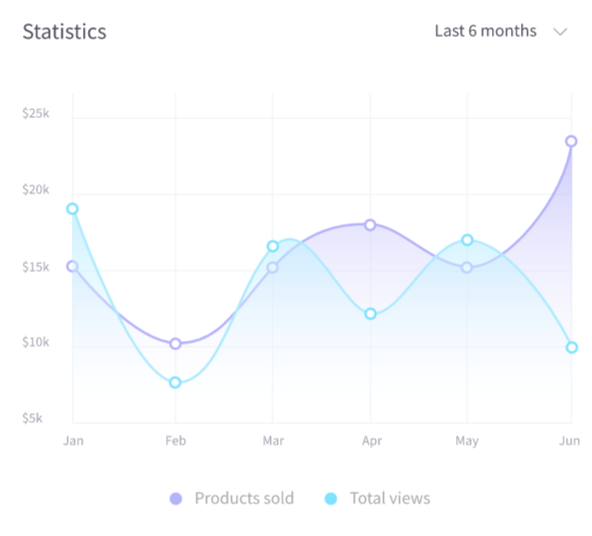 Statistics
Last 6 months
$25k
$20k
$15k
$10k
$5k
Jan Feb Mar Apr May Jun
Products sold Total views